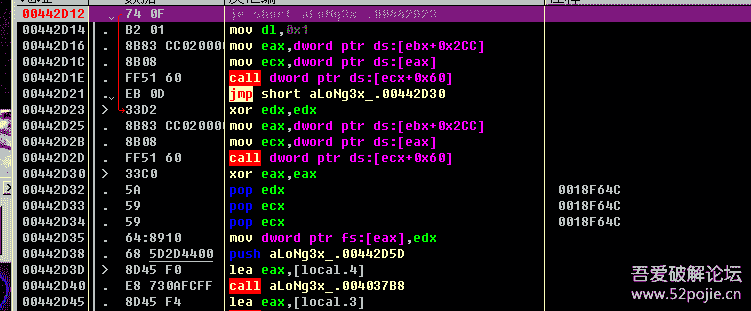 00442D12 . 74 0F je short aLoNg3x_.00442D23
00442D14 . B2 01 mov dl,0x1
00442D16 . 8B83 CC020000 mov eax,dword ptr ds:[ebx+0x2CC]
00442D1C . 8B08 mov ecx,dword ptr ds:[eax]
00442D1E . FF51 60 call dword ptr ds:[ecx+0x60]
00442D21 . EB 0D jmp short aLoNg3x_.00442D30
00442D23 > 33D2 xor edx,edx
00442D25 . 8B83 CC020000 mov eax,dword ptr ds:[ebx+0x2CC]
00442D2B . 8B08 mov ecx,dword ptr ds:[eax]
00442D2D . FF51 60 call dword ptr ds:[ecx+0x60]
00442D30 > 33C0 xor eax,eax
00442D32 . 5A pop edx 0018F64C
00442D33 . 59 pop ecx 0018F64C
00442D34 . 59 pop ecx 0018F64C
00442D35 . 64:8910 mov dword ptr fs:[eax],edx
00442D38 . 68 5D2D4400 push aLoNg3x_.00442D5D
00442D3D > 8D45 F0 lea eax,[local.4]
00442D40 . E8 730AFCFF call aLoNg3x_.004037B8
00442D45 . 8D45 F4 lea eax,[local.3]
吾爱破解论坛
www.52pojie.cn